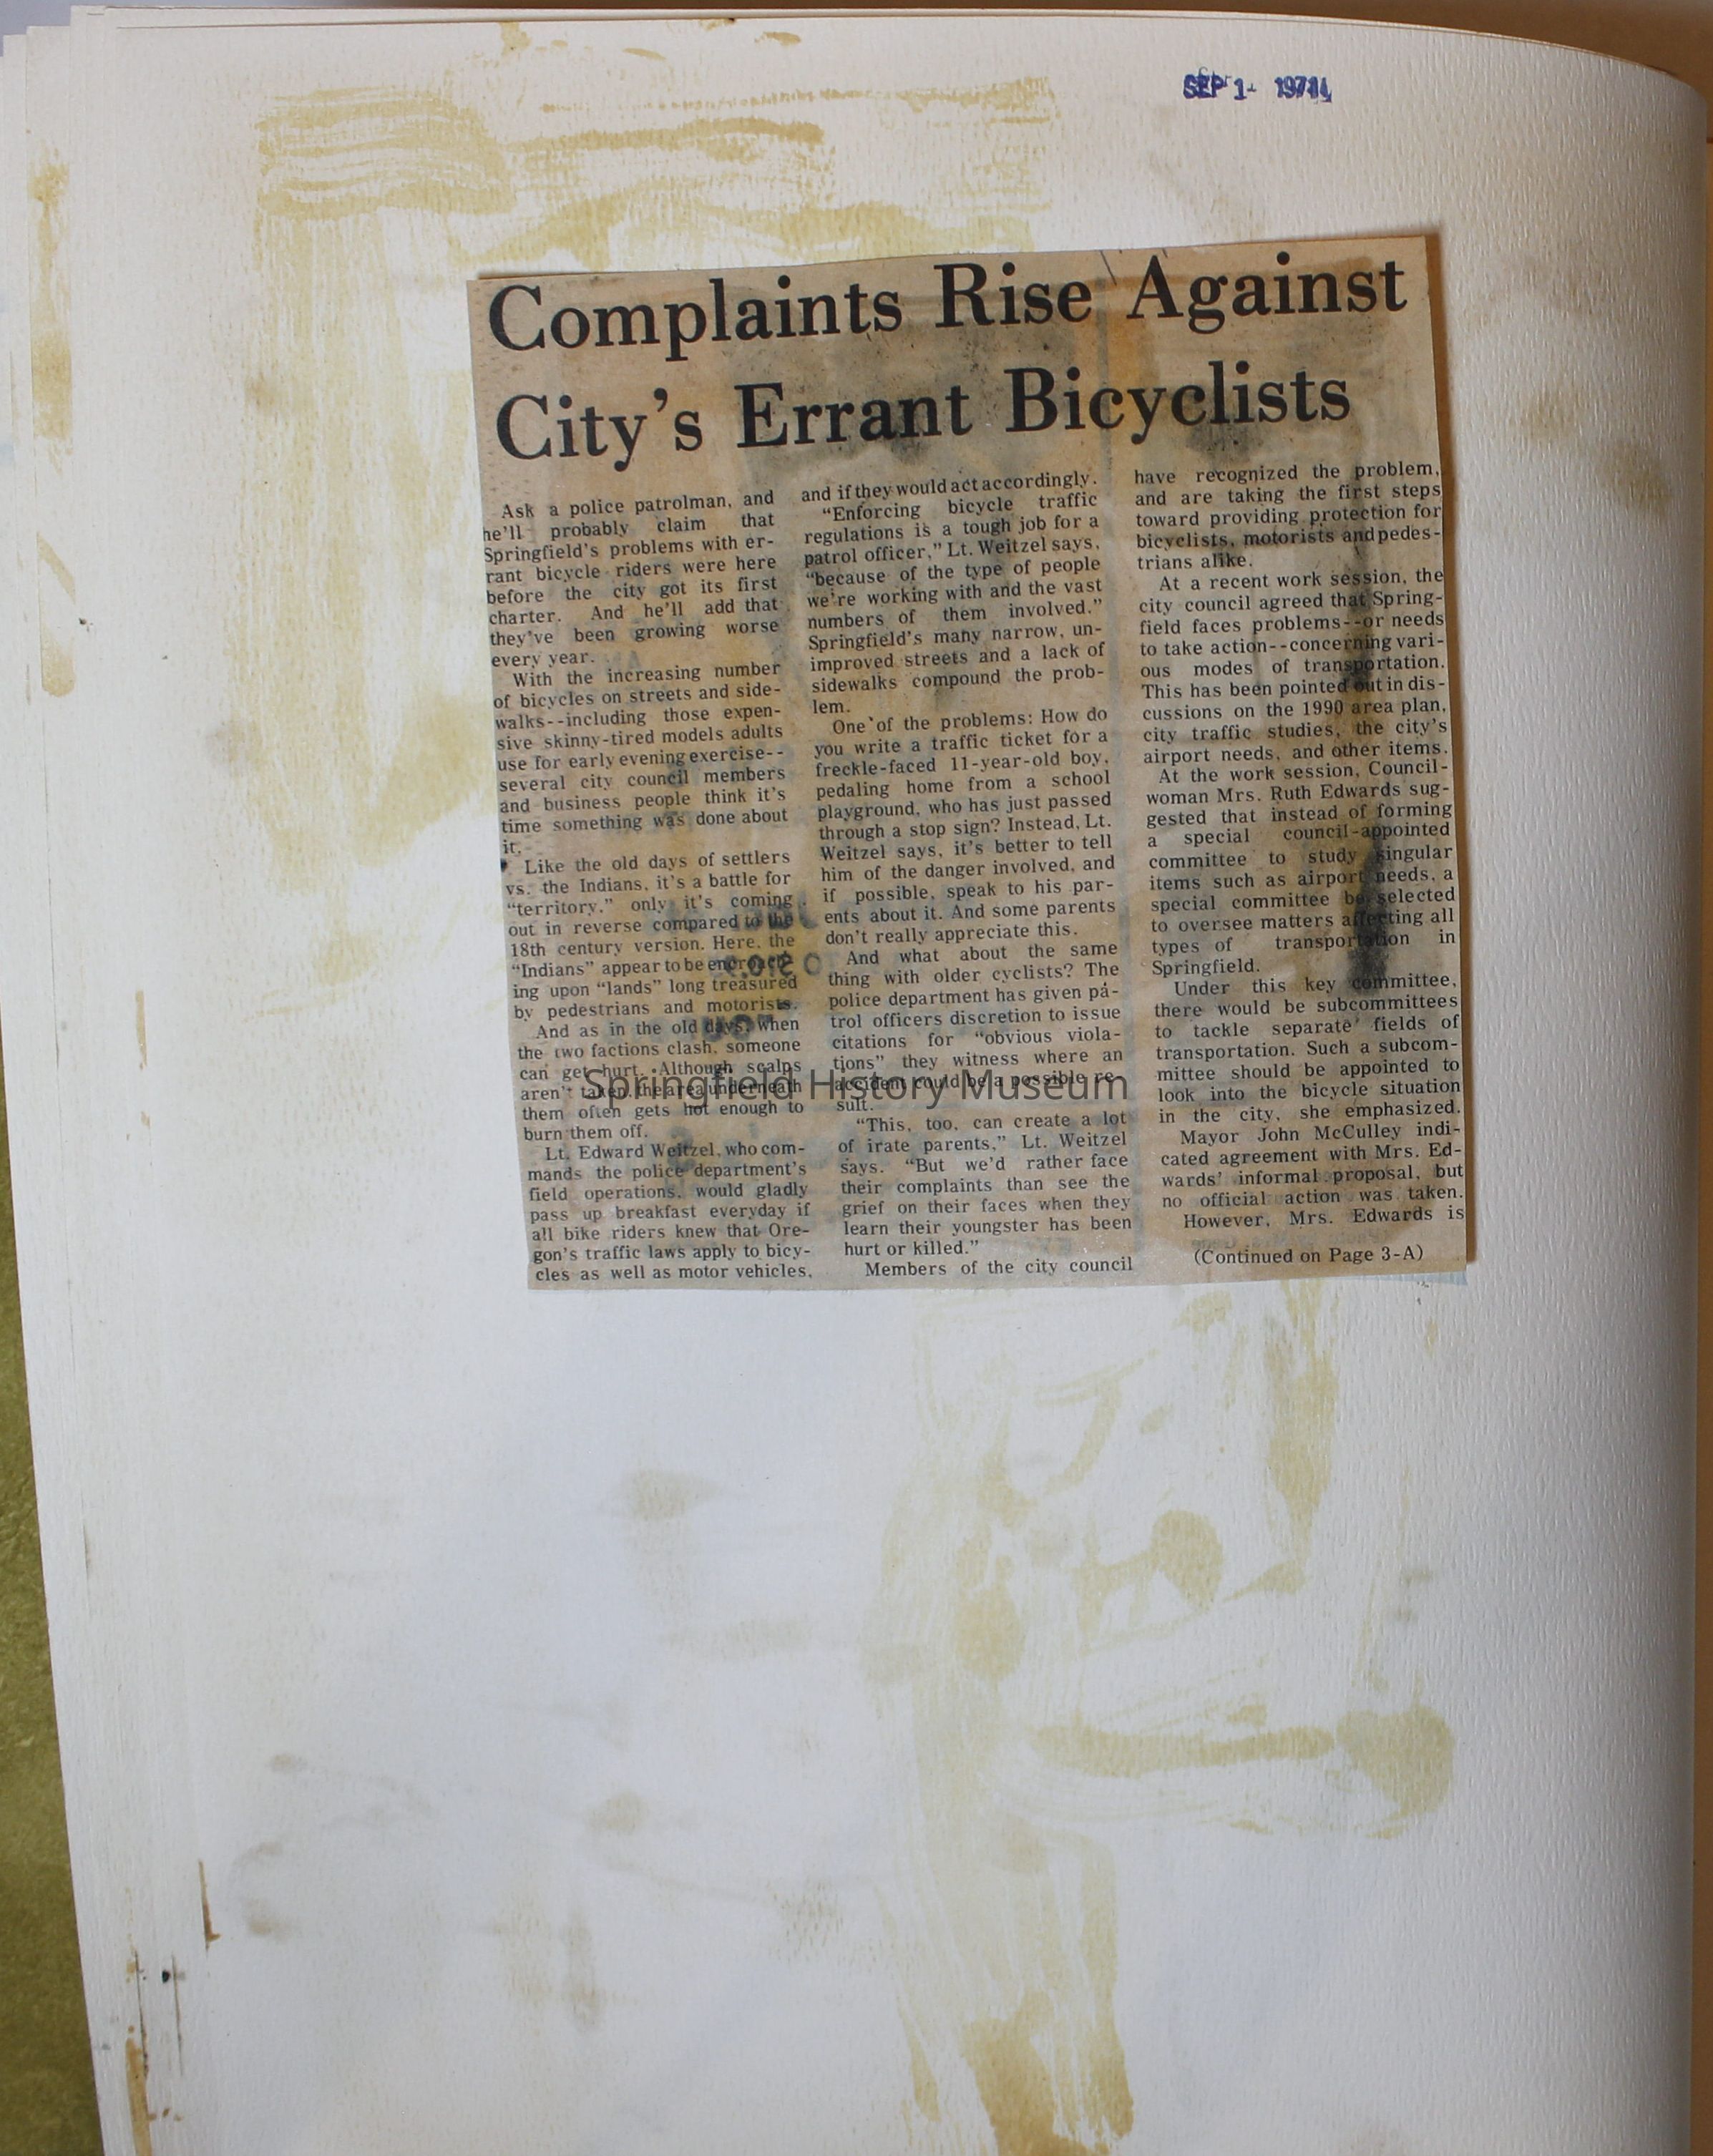 SEP 1- 1971
Complaints Rise Against
City's Errant Bicyclists
Ask a police patrolman, and
he'll probably claim that
Springfield's problems with er-
rant bicycle riders were here
before the city got its first
charter. And he'll add that
they've been growing worse
every year.
With the increasing number
of bicycles on streets and side-
walks--including those expen-
sive skinny-tired models adults
use for early evening exercise--
several city council members
and business people think it's
time something was done about
it.
Like the old days of settlers
vs. the Indians, it's a battle for
"territory," only it's coming
out in reverse compared to the
18th century version. Here, the
"Indians" appear to be encroach-
ing upon "lands" long treasured
by pedestrians and motorists.
And as in the old days, when
the two factions clash, someone
can get hurt. Although scalps
aren't taken, the area underneath
them often gets hot enough to
burn them off.
Lt. Edward Weitzel, who com-
mands the police department's
field operations, would gladly
pass up breakfast everyday if
all bike riders knew that Ore-
gon's traffic laws apply to bicy-
cles as well as motor vehicles,
and if they would act accordingly.
"Enforcing bicycle traffic
regulations is a tough job for a
patrol officer," Lt. Weitzel says,
"because of the type of people
we're working with and the vast
numbers of them involved."
Springfield's many narrow, un-
improved streets and a lack of
sidewalks compound the prob-
lem.
One of the problems: How do
you write a traffic ticket for a
freckle-faced 11-year-old boy,
pedaling home from a school
playground, who has just passed
through a stop sign? Instead, Lt.
Weitzel says, it's better to tell
him of the danger involved, and
if possible, speak to his par-
ents about it. And some parents
don't really appreciate this.
And what about the same
thing with older cyclists? The
police department has given pa-
trol officers discretion to issue
citations for "obvious viola-
tions" they witness where an
accident could be a possible re-
sult.
"This, too, can create a lot
of irate parents," Lt. Weitzel
says. "But we'd rather face
their complaints than see the
grief on their faces when they
learn their youngster has been
hurt or killed."
Members of the city council
have recognized the problem,
and are taking the first steps
toward providing protection for
bicyclists, motorists and pedes-
trians alike.
At a recent work session, the
city council agreed that Spring-
field faces problems--or needs
to take action--concerning vari-
ous modes of transportation.
This has been pointed out in dis-
cussions on the 1990 area plan,
city traffic studies, the city's
airport needs, and other items.
At the work session, Council-
woman Mrs. Ruth Edwards sug-
gested that instead of forming
a special council-appointed
committee to study singular
items such as airport needs, a
special committee be selected
to oversee matters affecting all
types of transportation in
Springfield.
Under this key committee,
there would be subcommittees
to tackle separate fields of
transportation. Such a subcom-
mittee should be appointed to
look into the bicycle situation
in the city, she emphasized.
Mayor John McCulley indi-
cated agreement with Mrs. Ed-
wards' informal proposal, but
no official action was taken.
However, Mrs. Edwards is
(Continued on Page 3-A)
Springfield History Museum